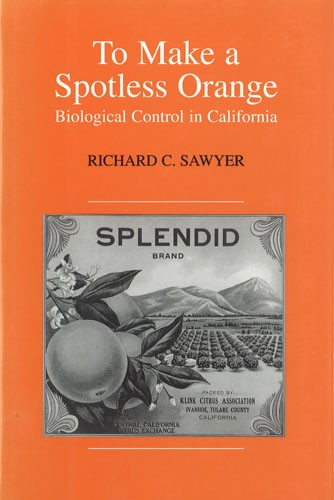 To Make a
Spotless Orange
Biological Control in California
RICHARD C. SAWYER
SPLENDID
BRAND
PACKED BY
KLINK CITRUS ASSOCIATION
IVANHOE, TULARE COUNTY
CALIFORNIA
CENTRAL CALIFORNIA
CITRUS EXCHANGE